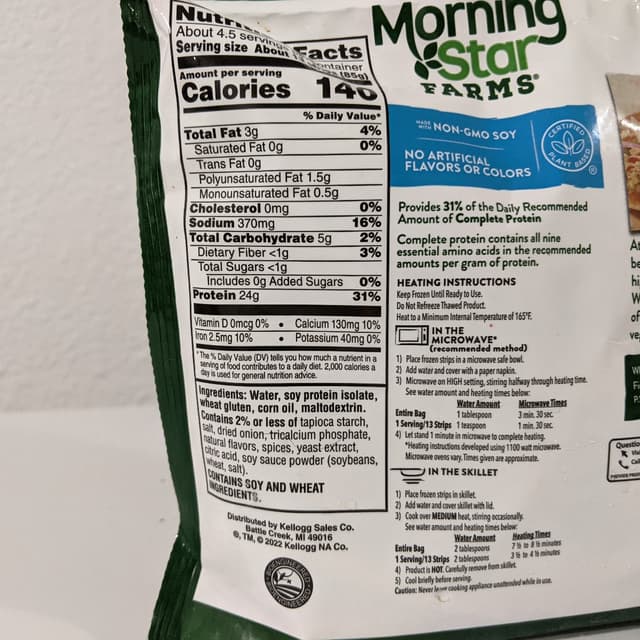 Nutri Facts
About 4.5 servin ontainer
Serving size About (85g)
Amount per serving
Calories 140
% Daily Value*
Total Fat 3g 4%
Saturated Fat 0g 0%
Trans Fat 0g
Polyunsaturated Fat 1.5g
Monounsaturated Fat 0.5g
Cholesterol 0mg 0%
Sodium 370mg 16%
Total Carbohydrate 5g 2%
Dietary Fiber <1g 3%
Total Sugars <1g
Includes 0g Added Sugars 0%
Protein 24g 31%
Vitamin D 0mcg 0% • Calcium 130mg 10%
Iron 2.5mg 10% • Potassium 40mg 0%
*The % Daily Value (DV) tells you how much a nutrient in a
serving of food contributes to a daily diet. 2,000 calories a
day is used for general nutrition advice.
Ingredients: Water, soy protein isolate,
wheat gluten, corn oil, maltodextrin.
Contains 2% or less of tapioca starch,
salt, dried onion, tricalcium phosphate,
natural flavors, spices, yeast extract,
citric acid, soy sauce powder (soybeans,
wheat, salt).
CONTAINS SOY AND WHEAT
INGREDIENTS.
Distributed by Kellogg Sales Co.
Battle Creek, MI 49016
®, TM, © 2022 Kellogg NA Co.
Morning
Star
FARMS®
MADE WITH NON-GMO SOY
NO ARTIFICIAL
FLAVORS OR COLORS
CERTIFIED
PLANT BASED
®
Provides 31% of the Daily Recommended
Amount of Complete Protein
Complete protein contains all nine
essential amino acids in the recommended
amounts per gram of protein.
HEATING INSTRUCTIONS
Keep Frozen Until Ready to Use.
Do Not Refreeze Thawed Product.
Heat to a Minimum Internal Temperature of 165°F.
IN THE
MICROWAVE*
(recommended method)
1) Place frozen strips in a microwave safe bowl.
2) Add water and cover with a paper napkin.
3) Microwave on HIGH setting, stirring halfway through heating time.
See water amount and heating times below:
Water Amount Microwave Times
Entire Bag 1 tablespoon 3 min. 30 sec.
1 Serving/13 Strips 1 teaspoon 1 min. 30 sec.
4) Let stand 1 minute in microwave to complete heating.
*Heating instructions developed using 1100 watt microwave.
Microwave ovens vary. Times given are approximate.
IN THE SKILLET
1) Place frozen strips in skillet.
2) Add water and cover skillet with lid.
3) Cook over MEDIUM heat, stirring occasionally.
See water amount and heating times below:
Water Amount Heating Times
Entire Bag 2 tablespoons 7 ½ to 8 ½ minutes
1 Serving/13 Strips 2 tablespoons 3 ½ to 4 ½ minutes
4) Product is HOT. Carefully remove from skillet.
5) Cool briefly before serving.
Caution: Never leave cooking appliance unattended while in use.